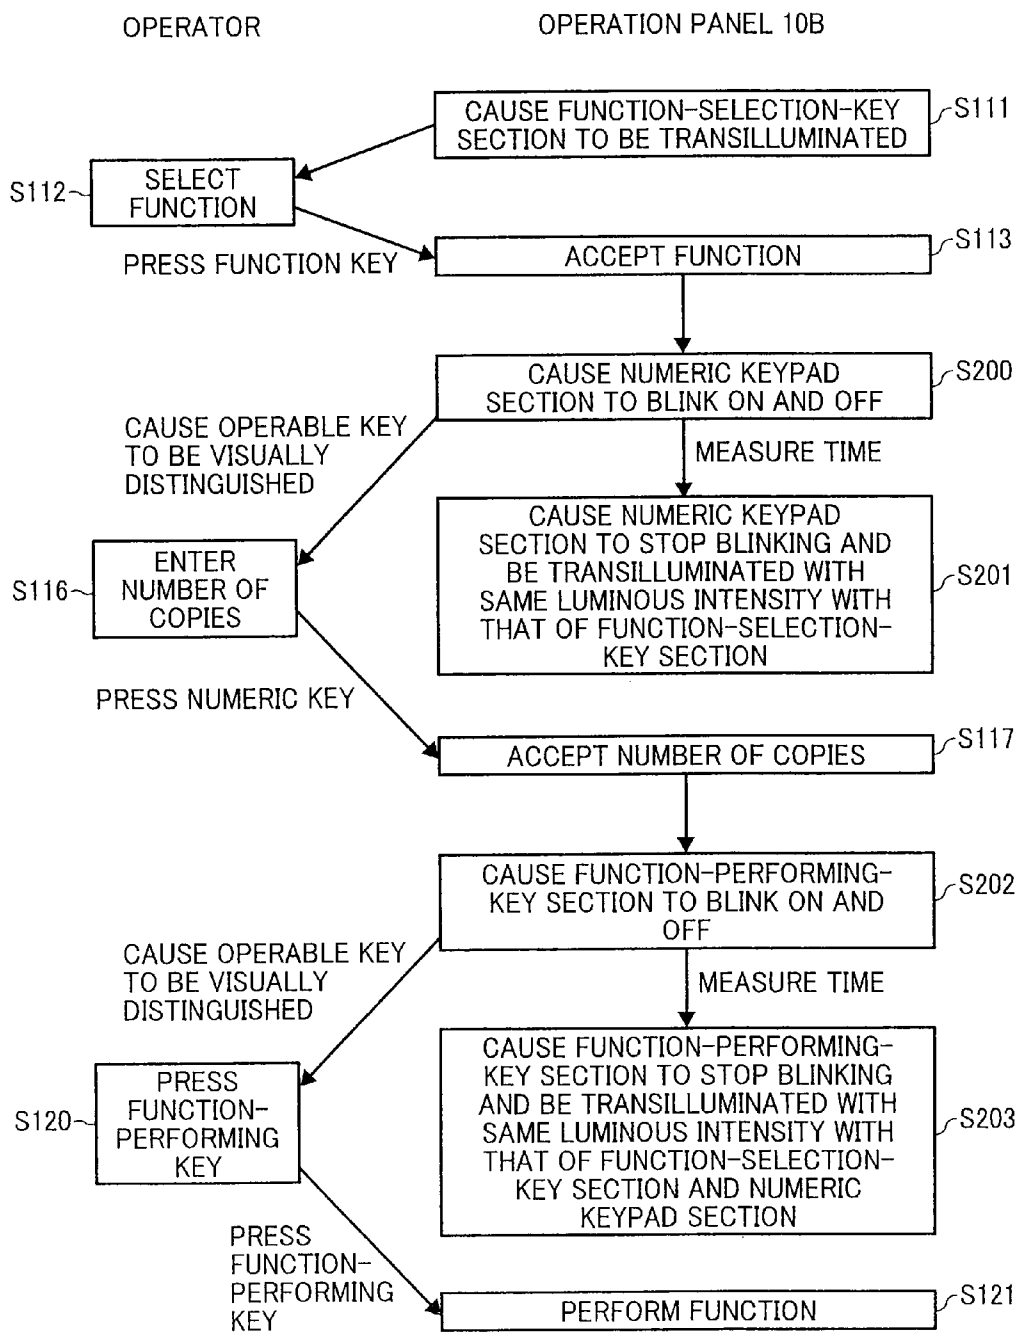 OPERATOR
OPERATION PANEL 10B
CAUSE FUNCTION-SELECTION-KEY
SECTION TO BE TRANSILLUMINATED
S111
S112
SELECT
FUNCTION
PRESS FUNCTION KEY
ACCEPT FUNCTION
S113
CAUSE NUMERIC KEYPAD
SECTION TO BLINK ON AND OFF
S200
CAUSE OPERABLE KEY
TO BE VISUALLY
DISTINGUISHED
MEASURE TIME
CAUSE NUMERIC KEYPAD
SECTION TO STOP BLINKING AND
BE TRANSILLUMINATED WITH
SAME LUMINOUS INTENSITY WITH
THAT OF FUNCTION-SELECTION-
KEY SECTION
S201
S116
ENTER
NUMBER OF
COPIES
PRESS NUMERIC KEY
ACCEPT NUMBER OF COPIES
S117
CAUSE FUNCTION-PERFORMING-
KEY SECTION TO BLINK ON AND
OFF
S202
CAUSE OPERABLE KEY
TO BE VISUALLY
DISTINGUISHED
MEASURE TIME
CAUSE FUNCTION-PERFORMING-
KEY SECTION TO STOP BLINKING
AND BE TRANSILLUMINATED WITH
SAME LUMINOUS INTENSITY WITH
THAT OF FUNCTION-SELECTION-
KEY SECTION AND NUMERIC
KEYPAD SECTION
S203
S120
PRESS
FUNCTION-
PERFORMING
KEY
PRESS
FUNCTION-
PERFORMING
KEY
PERFORM FUNCTION
S121